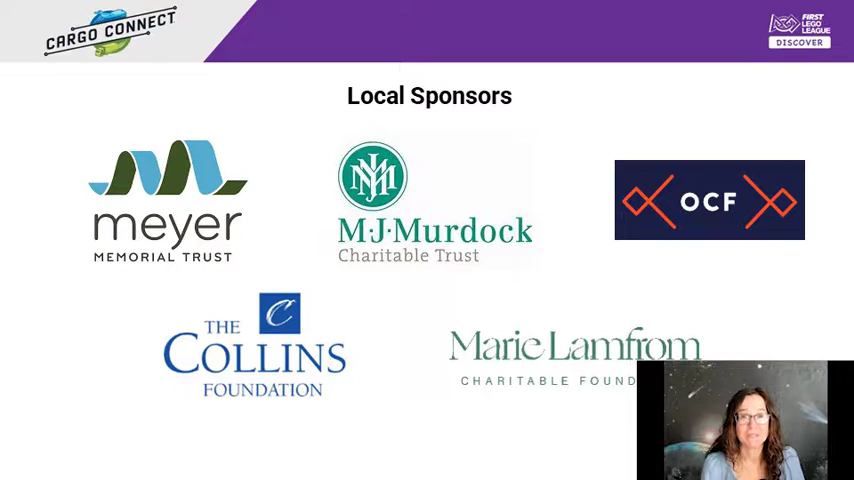 CARGO CONNECT
FIRST
LEGO
LEAGUE
DISCOVER
Local Sponsors
meyer
MEMORIAL TRUST
M·J·Murdock
Charitable Trust
OCF
THE
COLLINS
FOUNDATION
Marie Lamfrom
CHARITABLE FOUND